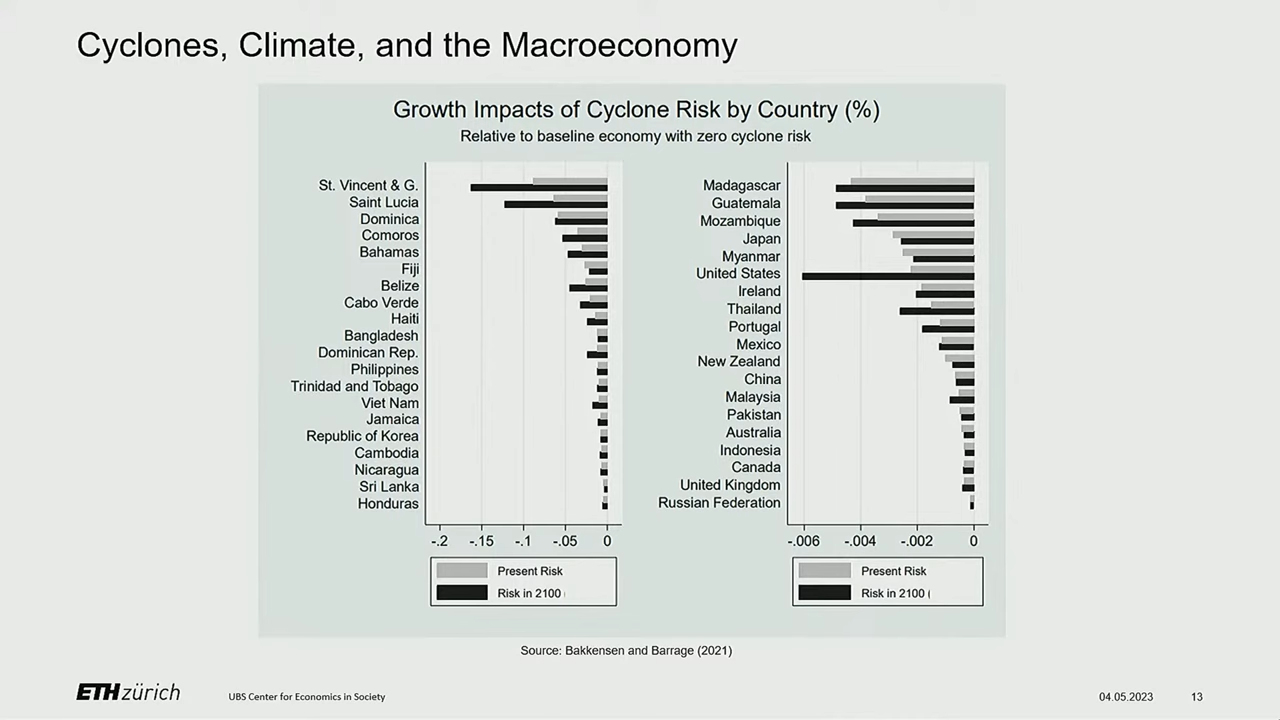 Cyclones, Climate, and the Macroeconomy
Growth Impacts of Cyclone Risk by Country (%)
Relative to baseline economy with zero cyclone risk
St. Vincent & G.
Saint Lucia
Dominica
Comoros
Bahamas
Fiji
Belize
Cabo Verde
Haiti
Bangladesh
Dominican Rep.
Philippines
Trinidad and Tobago
Viet Nam
Jamaica
Republic of Korea
Cambodia
Nicaragua
Sri Lanka
Honduras
-.2 -.15 -.1 -.05 0
Present Risk
Risk in 2100 (
Madagascar
Guatemala
Mozambique
Japan
Myanmar
United States
Ireland
Thailand
Portugal
Mexico
New Zealand
China
Malaysia
Pakistan
Australia
Indonesia
Canada
United Kingdom
Russian Federation
-.006 -.004 -.002 0
Present Risk
Risk in 2100 (
Source: Bakkensen and Barrage (2021)
ETH zürich
UBS Center for Economics in Society
04.05.2023
13